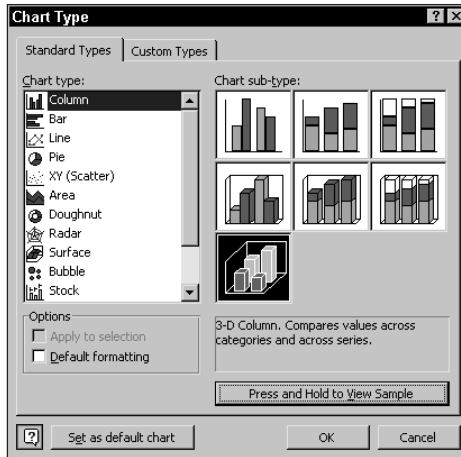 Chart Type
Standard Types Custom Types
Chart type:
Column
Bar
Line
Pie
XY (Scatter)
Area
Doughnut
Radar
Surface
Bubble
Stock
Chart sub-type:
3-D Column. Compares values across
categories and across series.
Options
Apply to selection
Default formatting
Press and Hold to View Sample
Set as default chart OK Cancel